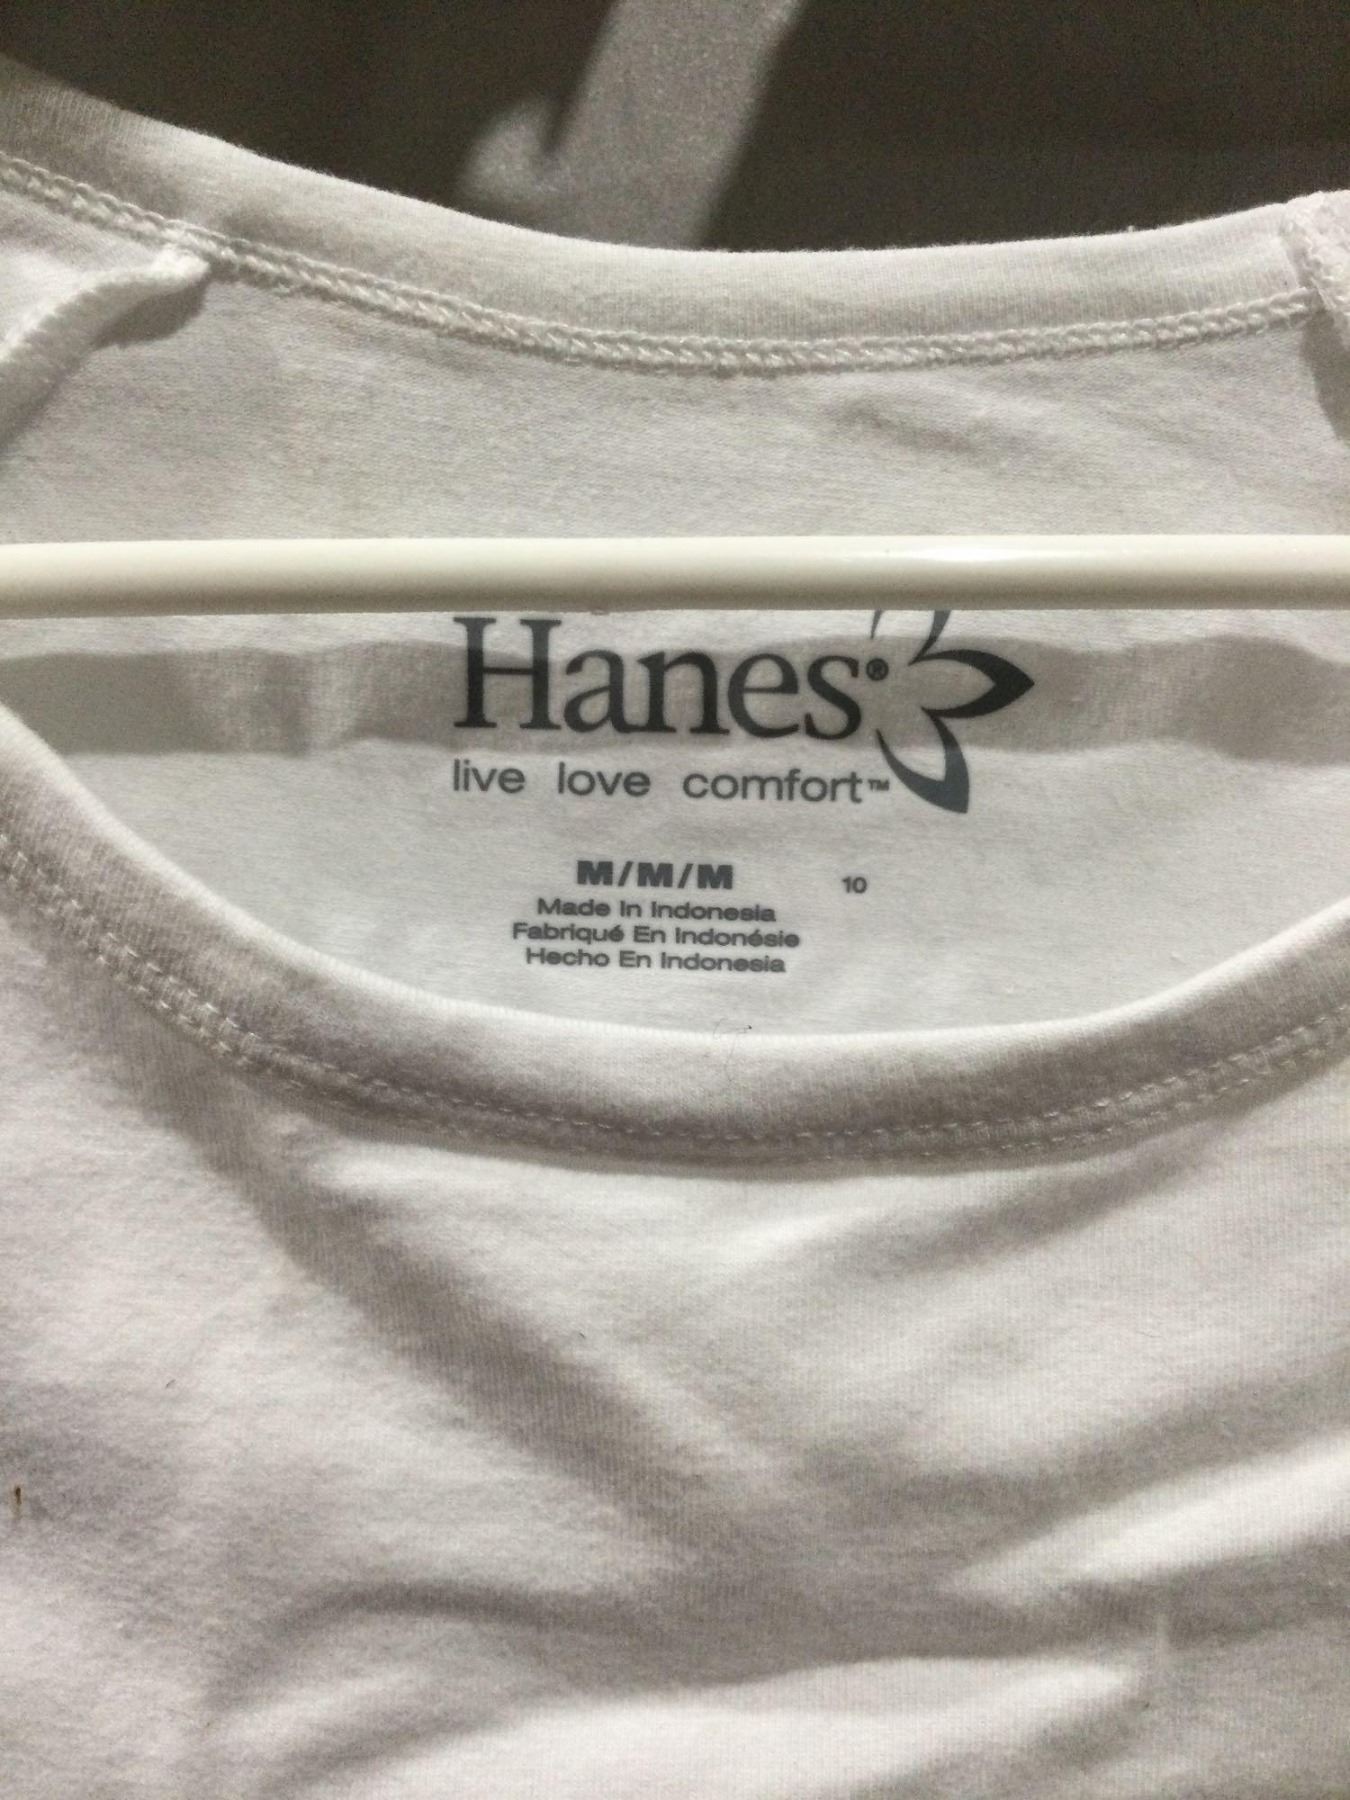 Hanes®
live love comfort™
M/M/M 10
Made In Indonesia
Fabriqué En Indonésie
Hecho En Indonesia